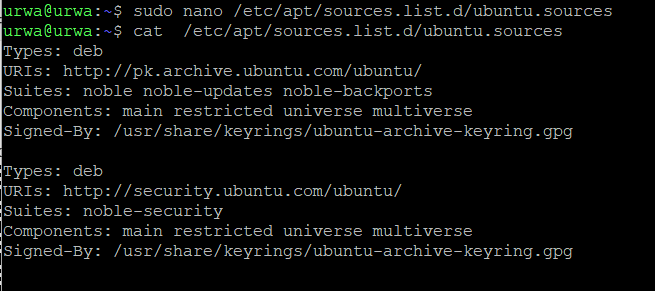 urwa@urwa:~$ sudo nano /etc/apt/sources.list.d/ubuntu.sources
urwa@urwa:~$ cat  /etc/apt/sources.list.d/ubuntu.sources
Types: deb
URIs: http://pk.archive.ubuntu.com/ubuntu/
Suites: noble noble-updates noble-backports
Components: main restricted universe multiverse
Signed-By: /usr/share/keyrings/ubuntu-archive-keyring.gpg

Types: deb
URIs: http://security.ubuntu.com/ubuntu/
Suites: noble-security
Components: main restricted universe multiverse
Signed-By: /usr/share/keyrings/ubuntu-archive-keyring.gpg